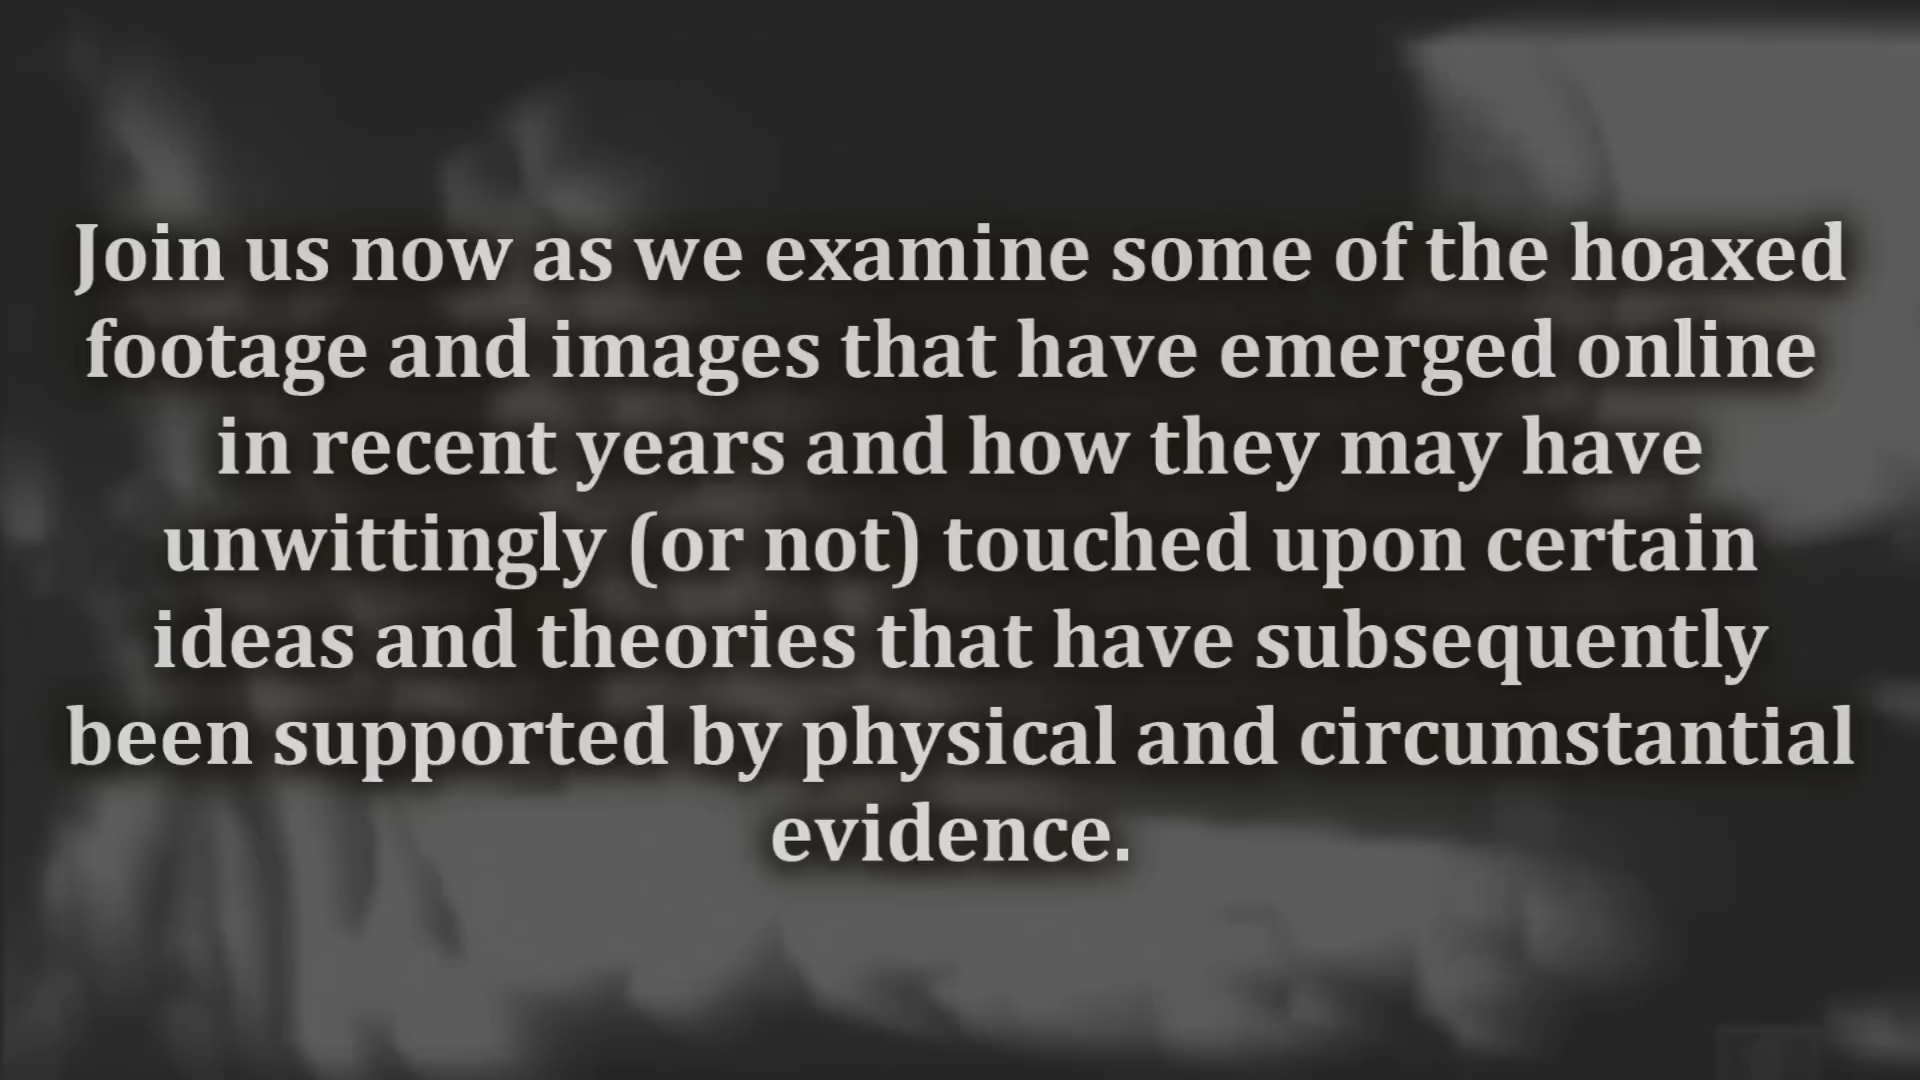 Join us now as we examine some of the hoaxed
footage and images that have emerged online
in recent years and how they may have
unwittingly (or not) touched upon certain
ideas and theories that have subsequently
been supported by physical and circumstantial
evidence.